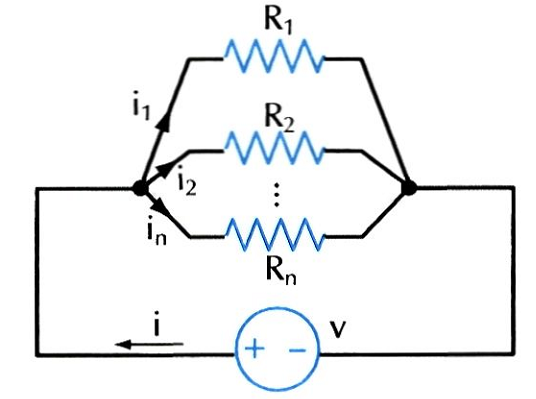 R₁
i₁
R₂
i₂
⋮
iₙ
Rₙ
i
+ −
v